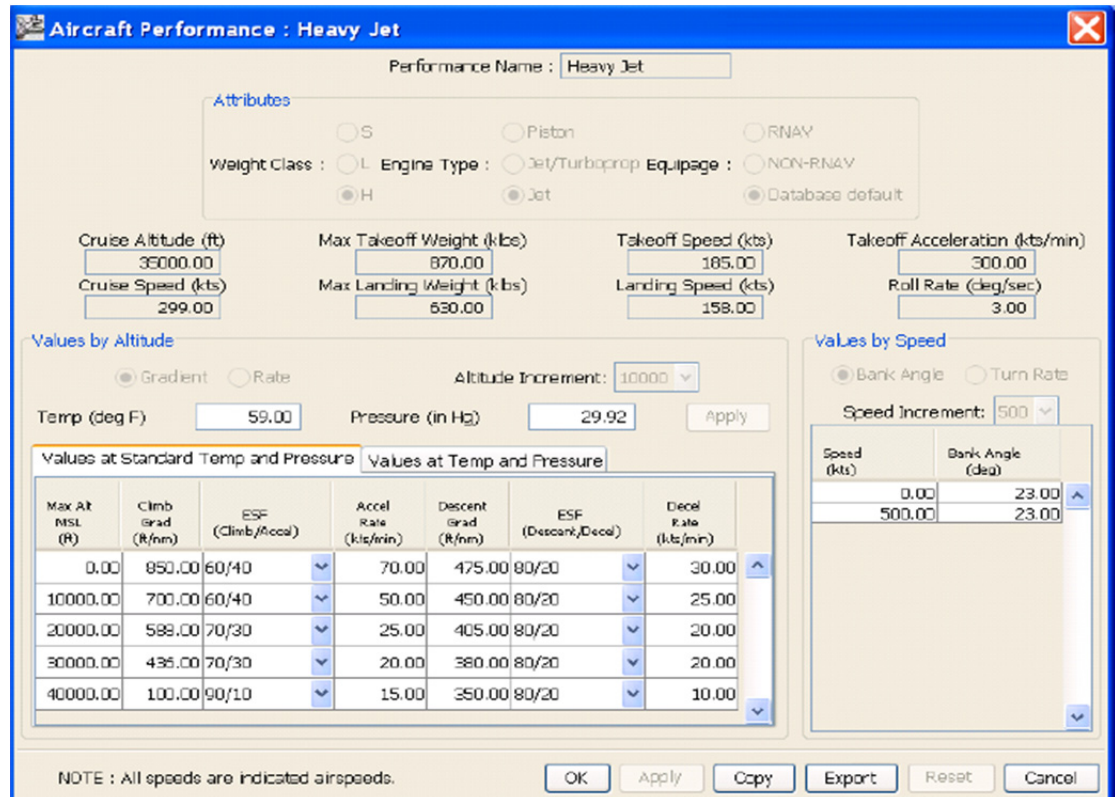 Aircraft Performance : Heavy Jet
Performance Name : Heavy Jet
Attributes
S Piston RNAV
Weight Class : L Engine Type : Jet/Turboprop Equipage : NON-RNAV
H Jet Database default
Cruise Altitude (ft) Max Takeoff Weight (klbs) Takeoff Speed (kts) Takeoff Acceleration (kts/min)
35000.00 870.00 185.00 300.00
Cruise Speed (kts) Max Landing Weight (klbs) Landing Speed (kts) Roll Rate (deg/sec)
299.00 630.00 158.00 3.00
Values by Altitude
Gradient Rate Altitude Increment: 10000
Temp (deg F) 59.00 Pressure (in Hg) 29.92 Apply
Values at Standard Temp and Pressure Values at Temp and Pressure
Max Alt Climb Accel Descent Decel
MSL Grad ESF Rate Grad ESF Rate
(ft) (ft/nm) (Climb/Accel) (kts/min) (ft/nm) (Descent/Decel) (kts/min)
0.00 850.00 60/40 70.00 475.00 80/20 30.00
10000.00 700.00 60/40 50.00 450.00 80/20 25.00
20000.00 70/30 25.00 405.00 80/20 20.00
30000.00 70/30 20.00 380.00 80/20 20.00
40000.00 100.00 90/10 15.00 350.00 80/20 10.00
Values by Speed
Bank Angle Turn Rate
Speed Increment: 500
Speed Bank Angle
(kts) (deg)
0.00 23.00
500.00 23.00
NOTE : All speeds are indicated airspeeds.
OK Apply Copy Export Reset Cancel